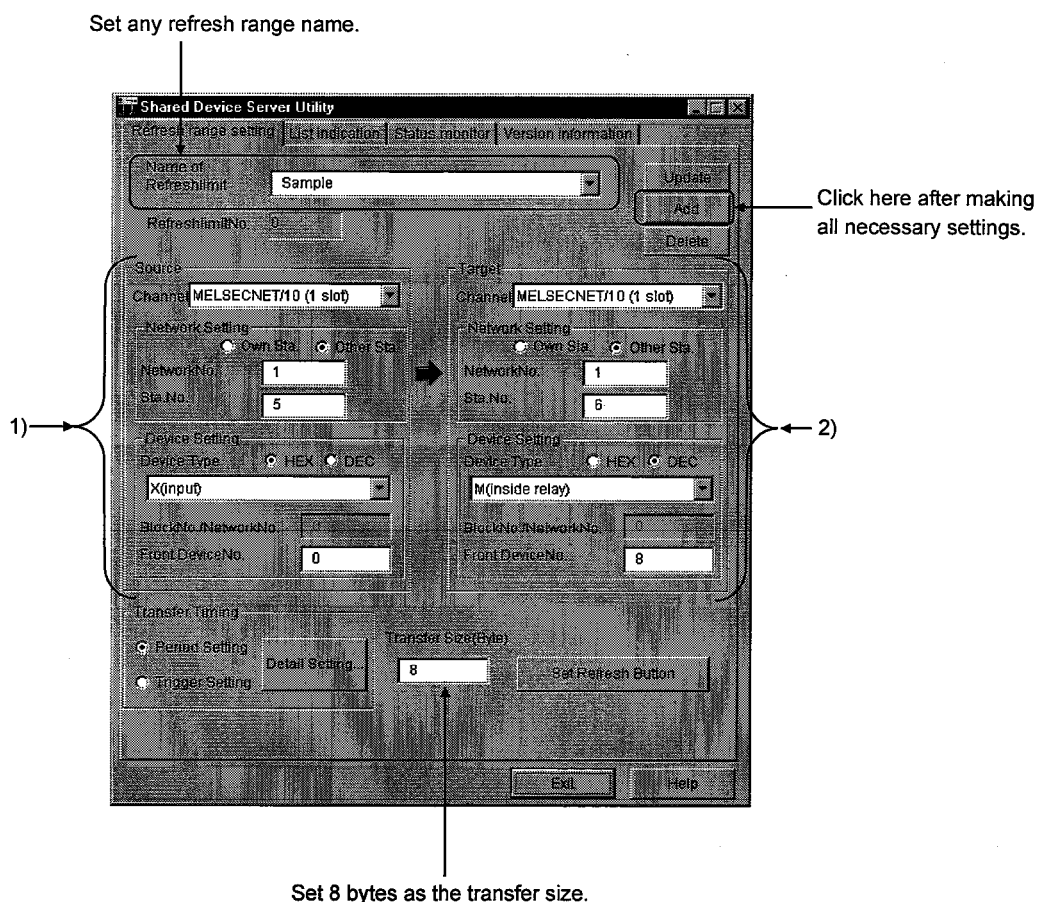 Set any refresh range name.
Shared Device Server Utility
Refresh range setting List indication Status monitor Version information
Name of
Refreshlimit
Sample
Update
Add
Click here after making
all necessary settings.
RefreshlimitNo. 0
Delete
Source
Channel MELSECNET/10 (1 slot)
Network Setting
Own Sta. Other Sta.
NetworkNo. 1
Sta.No. 5
Device Setting
Device Type HEX DEC
X(input)
BlockNo./NetworkNo. 0
Front DeviceNo. 0
1)
Target
Channel MELSECNET/10 (1 slot)
Network Setting
Own Sta. Other Sta.
NetworkNo. 1
Sta.No. 6
Device Setting
Device Type HEX DEC
M(inside relay)
BlockNo./NetworkNo. 0
Front DeviceNo. 8
2)
Transfer Timing
Period Setting
Trigger Setting
Detail Setting...
Transfer Size(Byte)
8
Set Refresh Button
Exit
Help
Set 8 bytes as the transfer size.